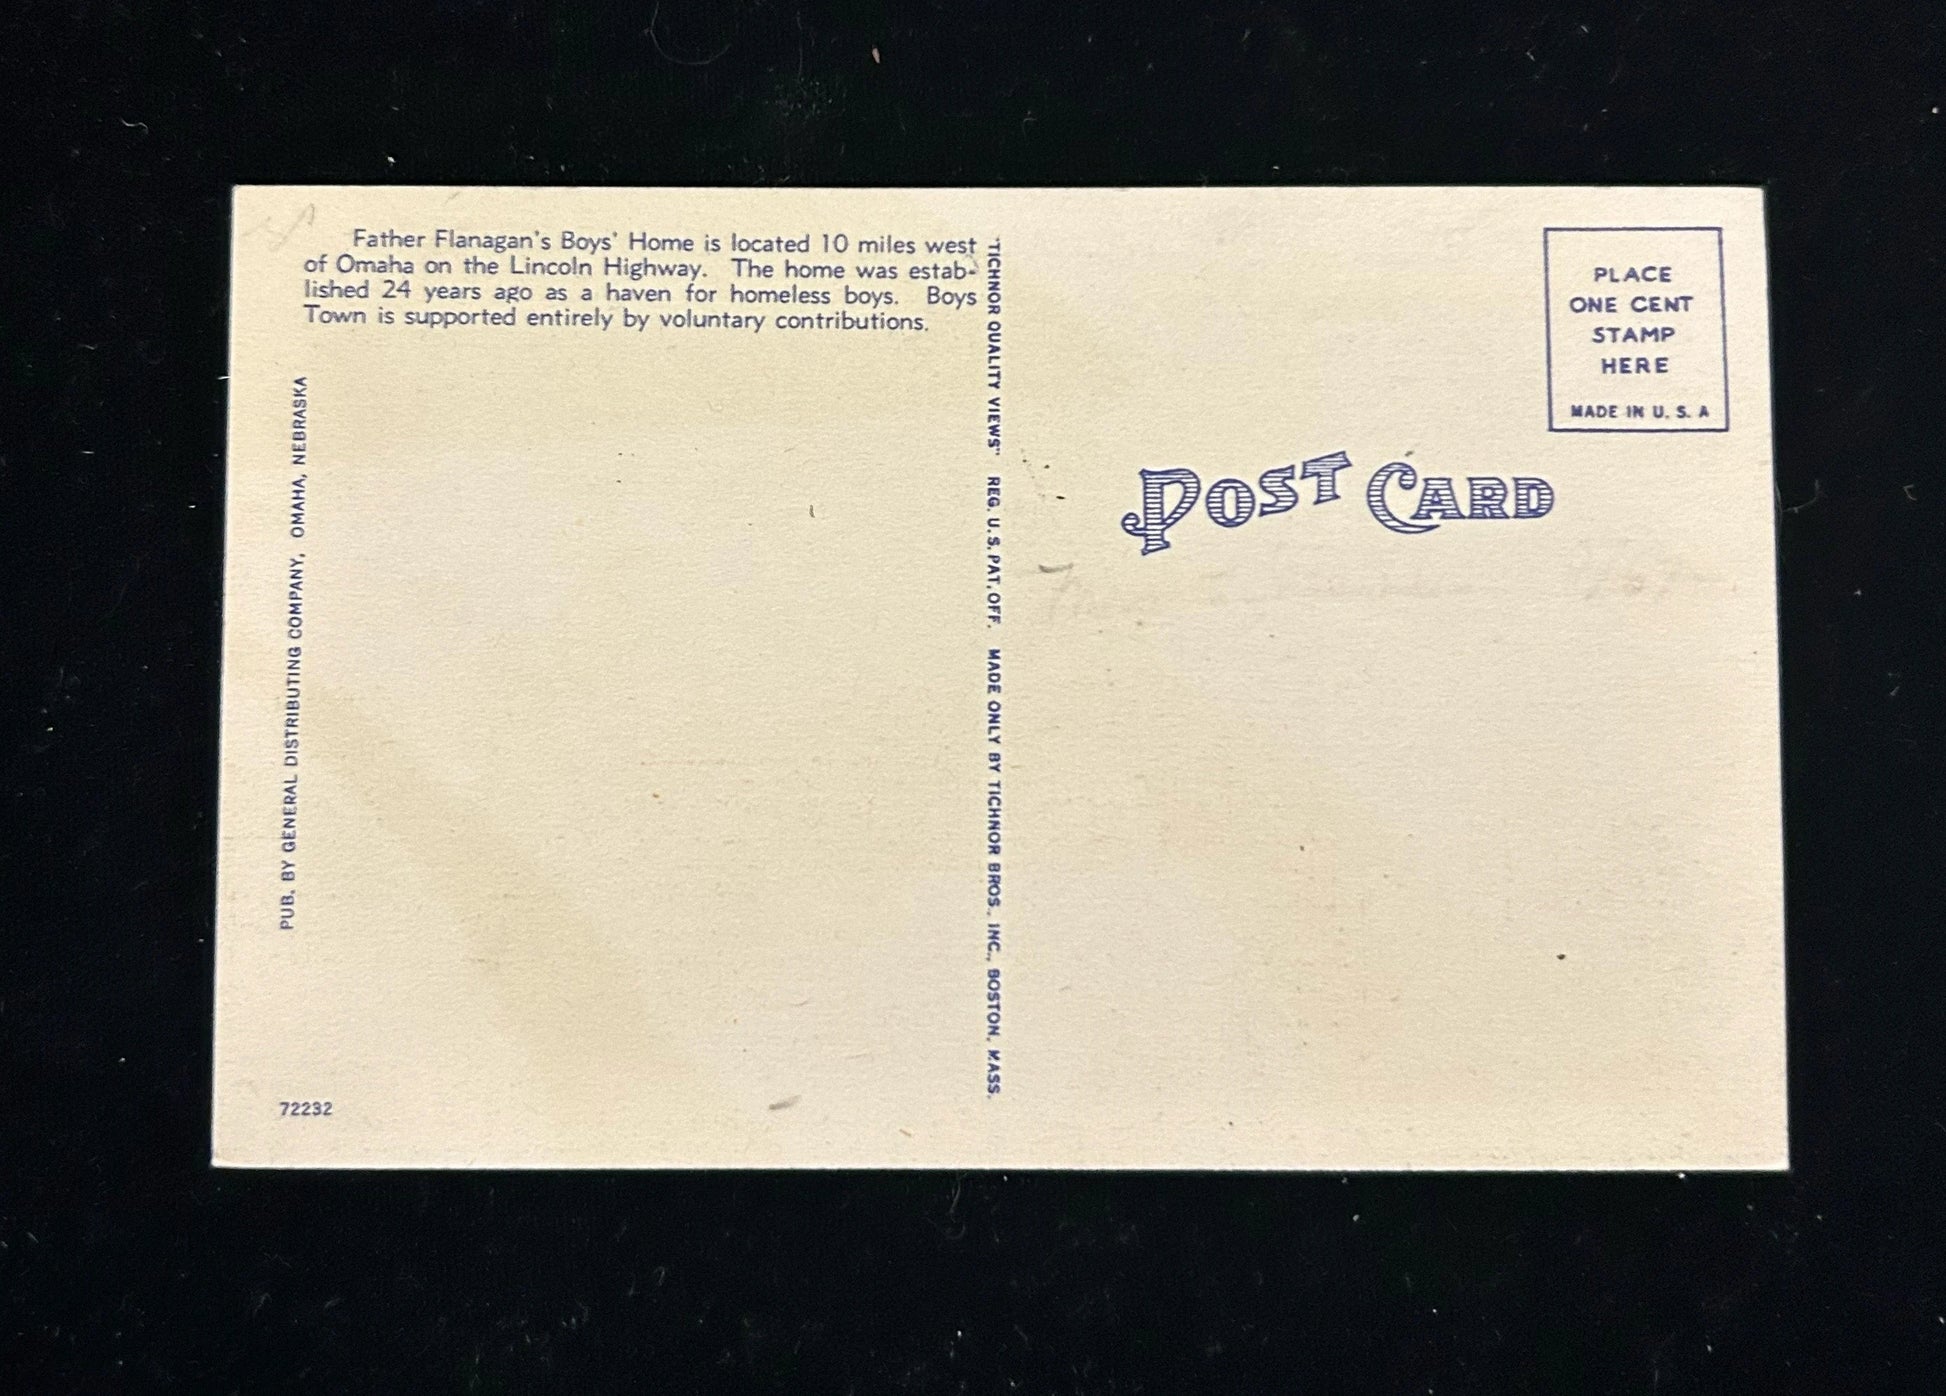 Father Flanagan's Boys' Home is located 10 miles west
of Omaha on the Lincoln Highway. The home was estab-
lished 24 years ago as a haven for homeless boys. Boys
Town is supported entirely by voluntary contributions.
PUB. BY GENERAL DISTRIBUTING COMPANY, OMAHA, NEBRASKA
72232
"TICHNOR QUALITY VIEWS" REG. U. S. PAT. OFF. MADE ONLY BY TICHNOR BROS., INC., BOSTON, MASS.
POST CARD
PLACE
ONE CENT
STAMP
HERE
MADE IN U. S. A